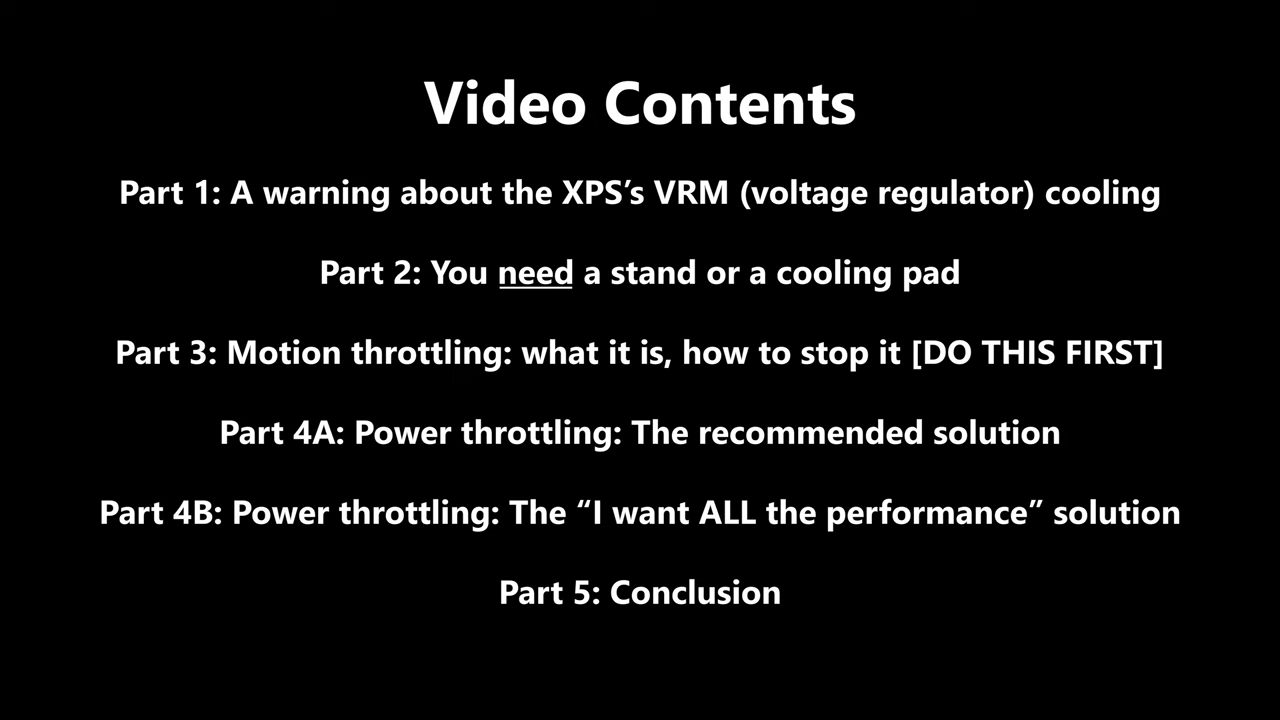 Video Contents
Part 1: A warning about the XPS’s VRM (voltage regulator) cooling
Part 2: You need a stand or a cooling pad
Part 3: Motion throttling: what it is, how to stop it [DO THIS FIRST]
Part 4A: Power throttling: The recommended solution
Part 4B: Power throttling: The “I want ALL the performance” solution
Part 5: Conclusion